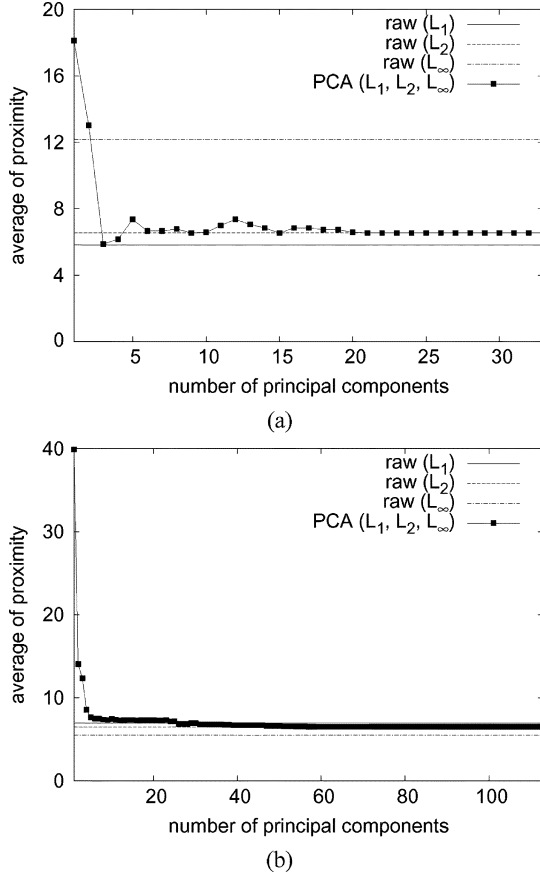 20
16
12
8
4
0
average of proximity
raw (L₁)
raw (L₂)
raw (L∞)
PCA (L₁, L₂, L∞)
5 10 15 20 25 30
number of principal components
(a)
40
30
20
10
0
average of proximity
raw (L₁)
raw (L₂)
raw (L∞)
PCA (L₁, L₂, L∞)
20 40 60 80 100
number of principal components
(b)